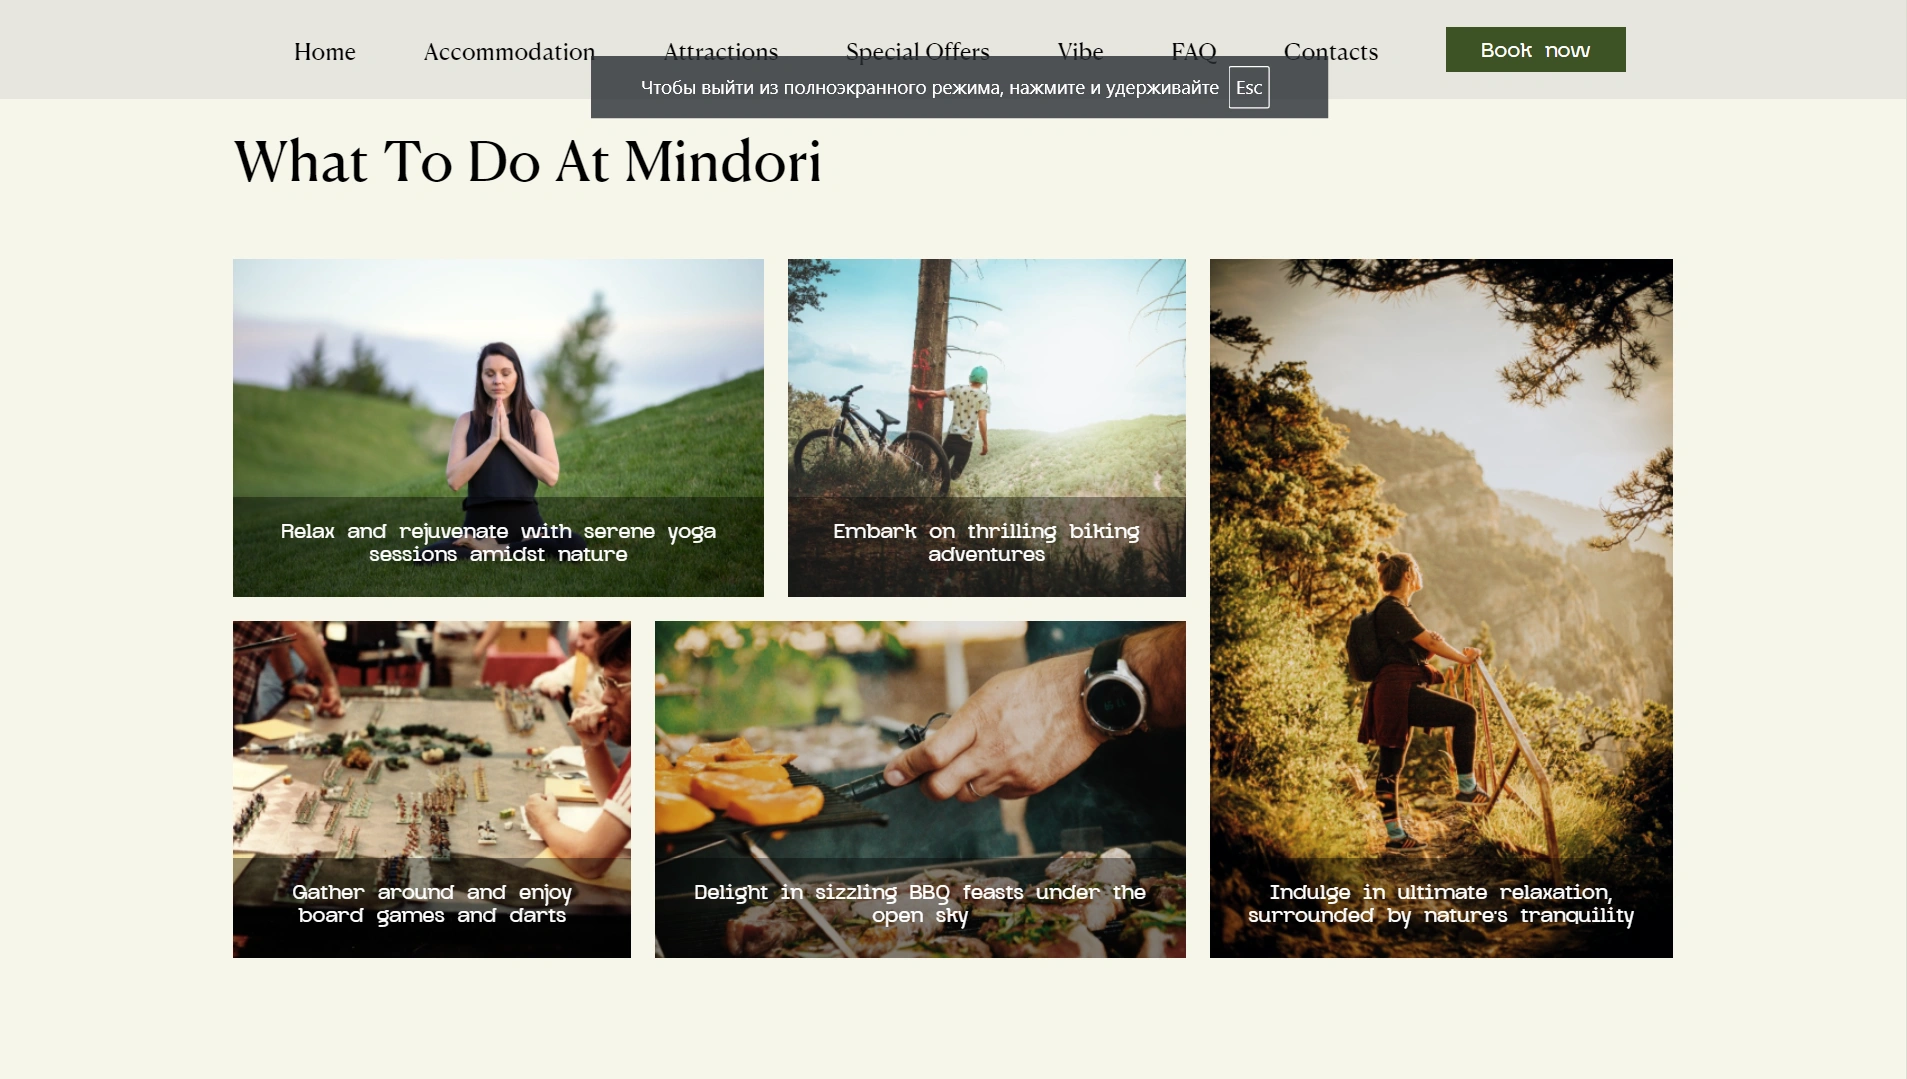 Home Accommodation Attractions Special Offers Vibe FAQ Contacts Book now
Чтобы выйти из полноэкранного режима, нажмите и удерживайте Esc
What To Do At Mindori
Relax and rejuvenate with serene yoga
sessions amidst nature
Embark on thrilling biking
adventures
Gather around and enjoy
board games and darts
Delight in sizzling BBQ feasts under the
open sky
Indulge in ultimate relaxation,
surrounded by nature's tranquility